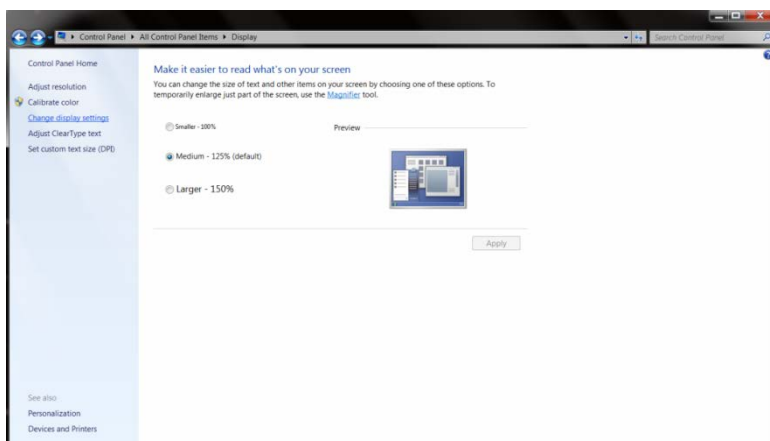 Control Panel ▸ All Control Panel Items ▸ Display
Search Control Panel
Control Panel Home
Adjust resolution
Calibrate color
Change display settings
Adjust ClearType text
Set custom text size (DPI)
See also
Personalization
Devices and Printers
Make it easier to read what's on your screen
You can change the size of text and other items on your screen by choosing one of these options. To
temporarily enlarge just part of the screen, use the Magnifier tool.
Smaller - 100%
Medium - 125% (default)
Larger - 150%
Preview
Apply